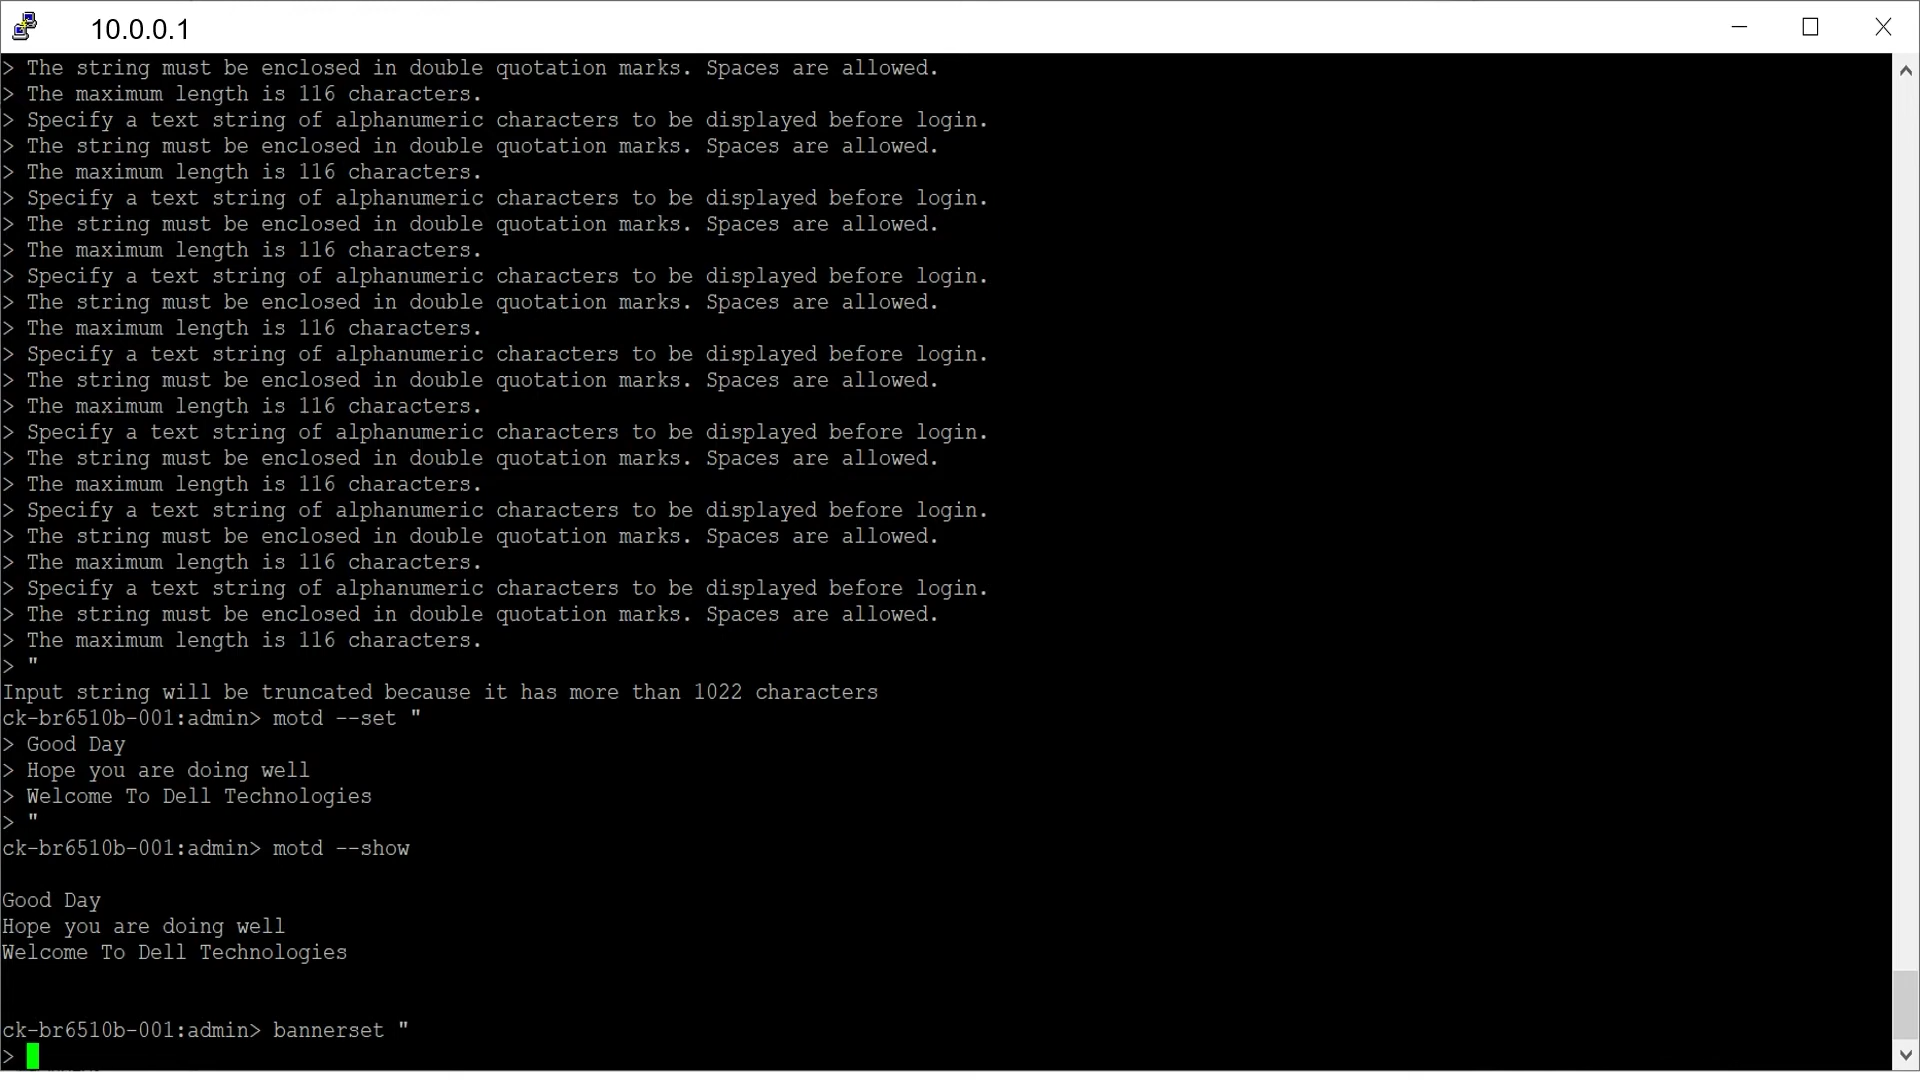 10.0.0.1
> The string must be enclosed in double quotation marks. Spaces are allowed.
> The maximum length is 116 characters.
> Specify a text string of alphanumeric characters to be displayed before login.
> The string must be enclosed in double quotation marks. Spaces are allowed.
> The maximum length is 116 characters.
> Specify a text string of alphanumeric characters to be displayed before login.
> The string must be enclosed in double quotation marks. Spaces are allowed.
> The maximum length is 116 characters.
> Specify a text string of alphanumeric characters to be displayed before login.
> The string must be enclosed in double quotation marks. Spaces are allowed.
> The maximum length is 116 characters.
> Specify a text string of alphanumeric characters to be displayed before login.
> The string must be enclosed in double quotation marks. Spaces are allowed.
> The maximum length is 116 characters.
> Specify a text string of alphanumeric characters to be displayed before login.
> The string must be enclosed in double quotation marks. Spaces are allowed.
> The maximum length is 116 characters.
> Specify a text string of alphanumeric characters to be displayed before login.
> The string must be enclosed in double quotation marks. Spaces are allowed.
> The maximum length is 116 characters.
> Specify a text string of alphanumeric characters to be displayed before login.
> The string must be enclosed in double quotation marks. Spaces are allowed.
> The maximum length is 116 characters.
> "
Input string will be truncated because it has more than 1022 characters
ck-br6510b-001:admin> motd --set "
> Good Day
> Hope you are doing well
> Welcome To Dell Technologies
> "
ck-br6510b-001:admin> motd --show
Good Day
Hope you are doing well
Welcome To Dell Technologies
ck-br6510b-001:admin> bannerset "
>